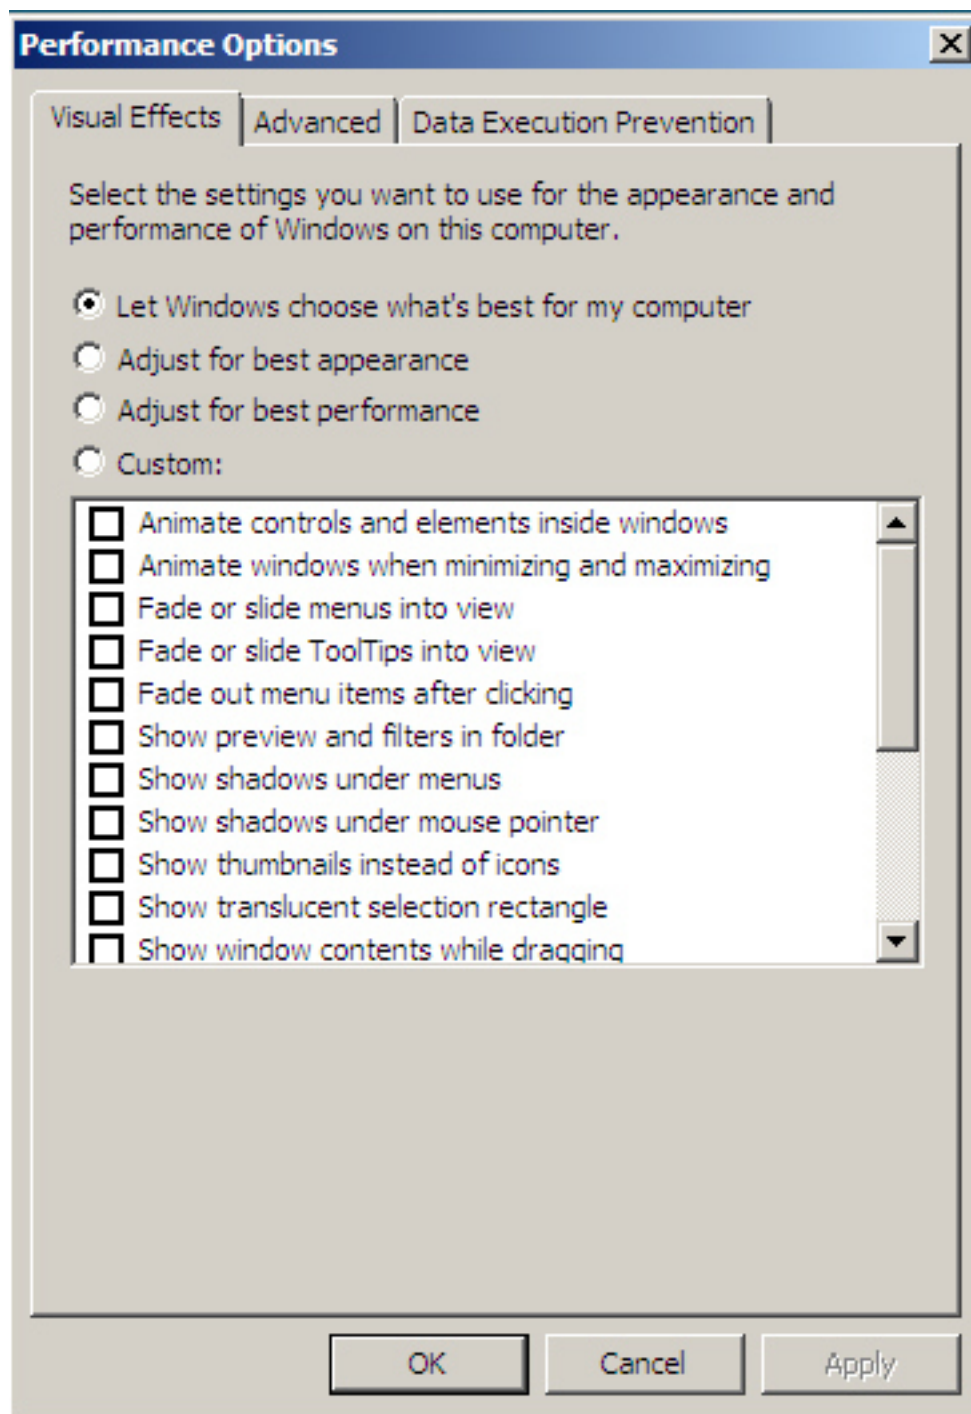 Performance Options
Visual Effects
Advanced
Data Execution Prevention
Select the settings you want to use for the appearance and
performance of Windows on this computer.
Let Windows choose what's best for my computer
Adjust for best appearance
Adjust for best performance
Custom:
Animate controls and elements inside windows
Animate windows when minimizing and maximizing
Fade or slide menus into view
Fade or slide ToolTips into view
Fade out menu items after clicking
Show preview and filters in folder
Show shadows under menus
Show shadows under mouse pointer
Show thumbnails instead of icons
Show translucent selection rectangle
Show window contents while dragging
OK
Cancel
Apply